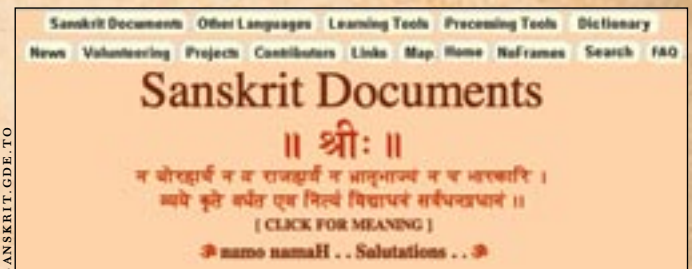 Sanskrit Documents Other Languages Learning Tools Processing Tools Dictionary
News Volunteering Projects Contributors Links Map Home NoFrames Search FAQ
Sanskrit Documents
॥ श्रीः ॥
न चोरहार्यं न च राजहार्यं न भ्रातृभाज्यं न च भारकारि ।
व्यये कृते वर्धत एव नित्यं विद्याधनं सर्वधनप्रधानं ॥
[ CLICK FOR MEANING ]
ॐ namo namaH . . Salutations . . ॐ
ANSKRIT.GDE.TO